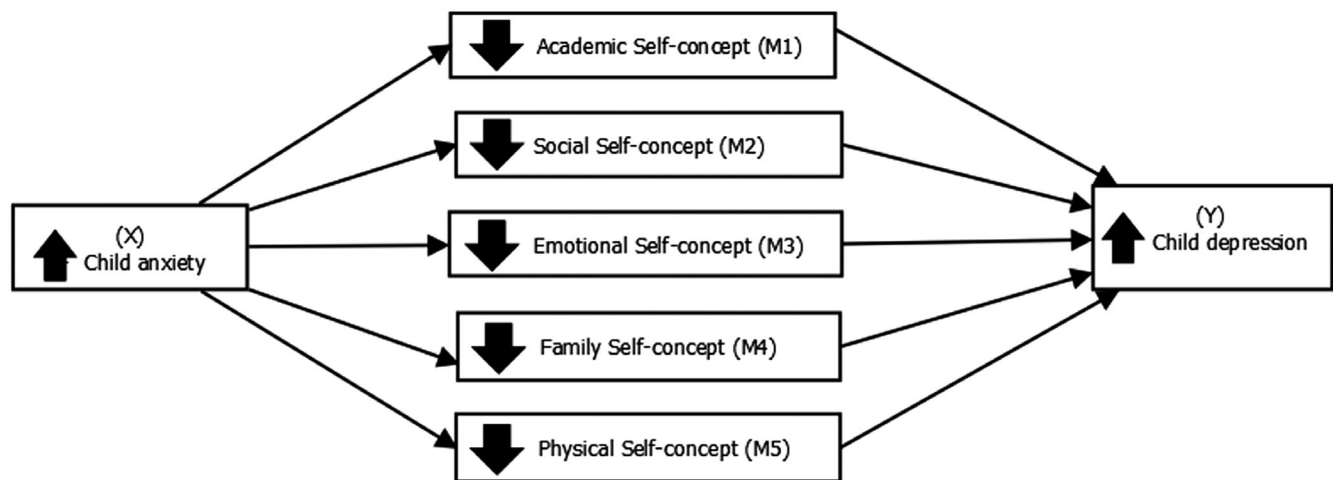 Academic Self-concept (M1)
Social Self-concept (M2)
(X)
Child anxiety
Emotional Self-concept (M3)
(Y)
Child depression
Family Self-concept (M4)
Physical Self-concept (M5)